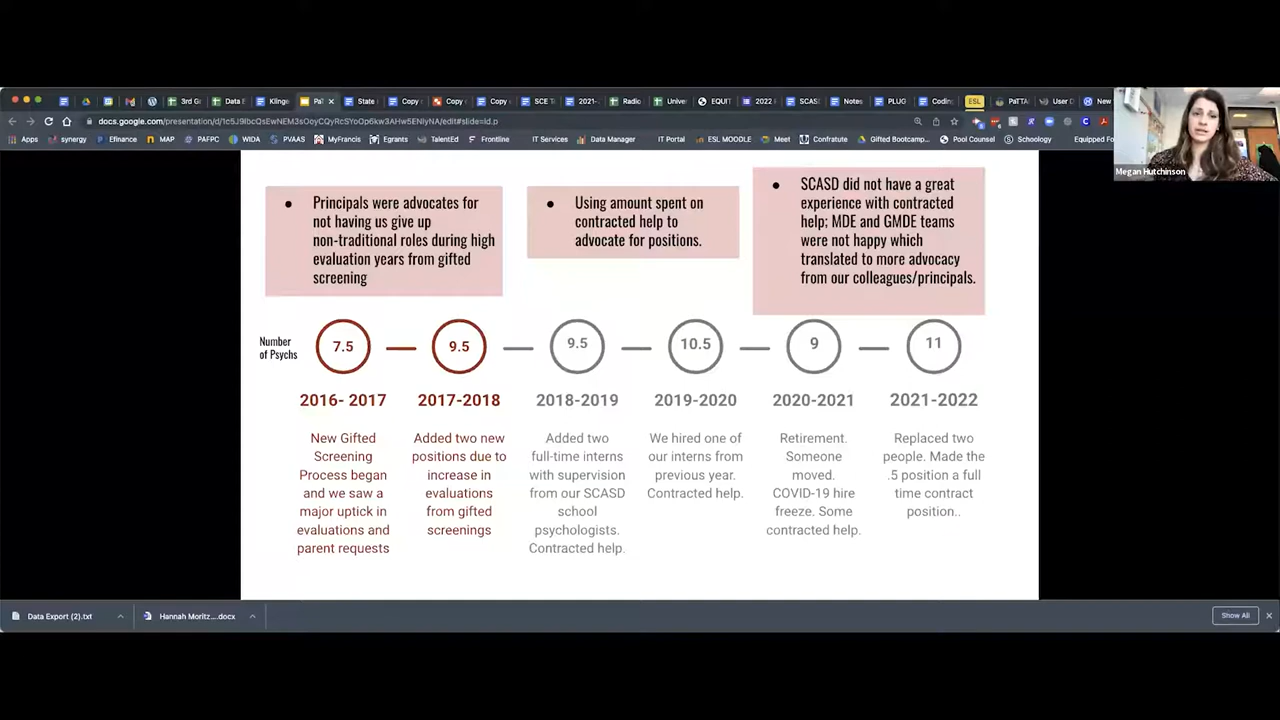 3rd G
Data E
Klinge
PaT
State
Copy
Copy
Copy
SCE T
2021-
Radio
Unive
EQUIT
2022
SCAS
Notes
PLUG
Coding
ESL
PaTTA
User D
New
docs.google.com/presentation/d/
Apps
synergy
Efinance
MAP
PAFPC
WIDA
PVAAS
MyFrancis
Egrants
TalentEd
Frontline
IT Services
Data Manager
IT Portal
ESL MOODLE
Meet
Confratute
Gifted Bootcamp...
Pool Counsel
Schoology
Equipped Fo
Megan Hutchinson
Principals were advocates for
not having us give up
non-traditional roles during high
evaluation years from gifted
screening
Using amount spent on
contracted help to
advocate for positions.
SCASD did not have a great
experience with contracted
help; MDE and GMDE teams
were not happy which
translated to more advocacy
from our colleagues/principals.
Number
of Psychs
7.5
9.5
9.5
10.5
9
11
2016- 2017
2017-2018
2018-2019
2019-2020
2020-2021
2021-2022
New Gifted
Screening
Process began
and we saw a
major uptick in
evaluations and
parent requests
Added two new
positions due to
increase in
evaluations
from gifted
screenings
Added two
full-time interns
with supervision
from our SCASD
school
psychologists.
Contracted help.
We hired one of
our interns from
previous year.
Contracted help.
Retirement.
Someone
moved.
COVID-19 hire
freeze. Some
contracted help.
Replaced two
people. Made the
.5 position a full
time contract
position..
Data Export (2).txt
Hannah Moritz....docx
Show All